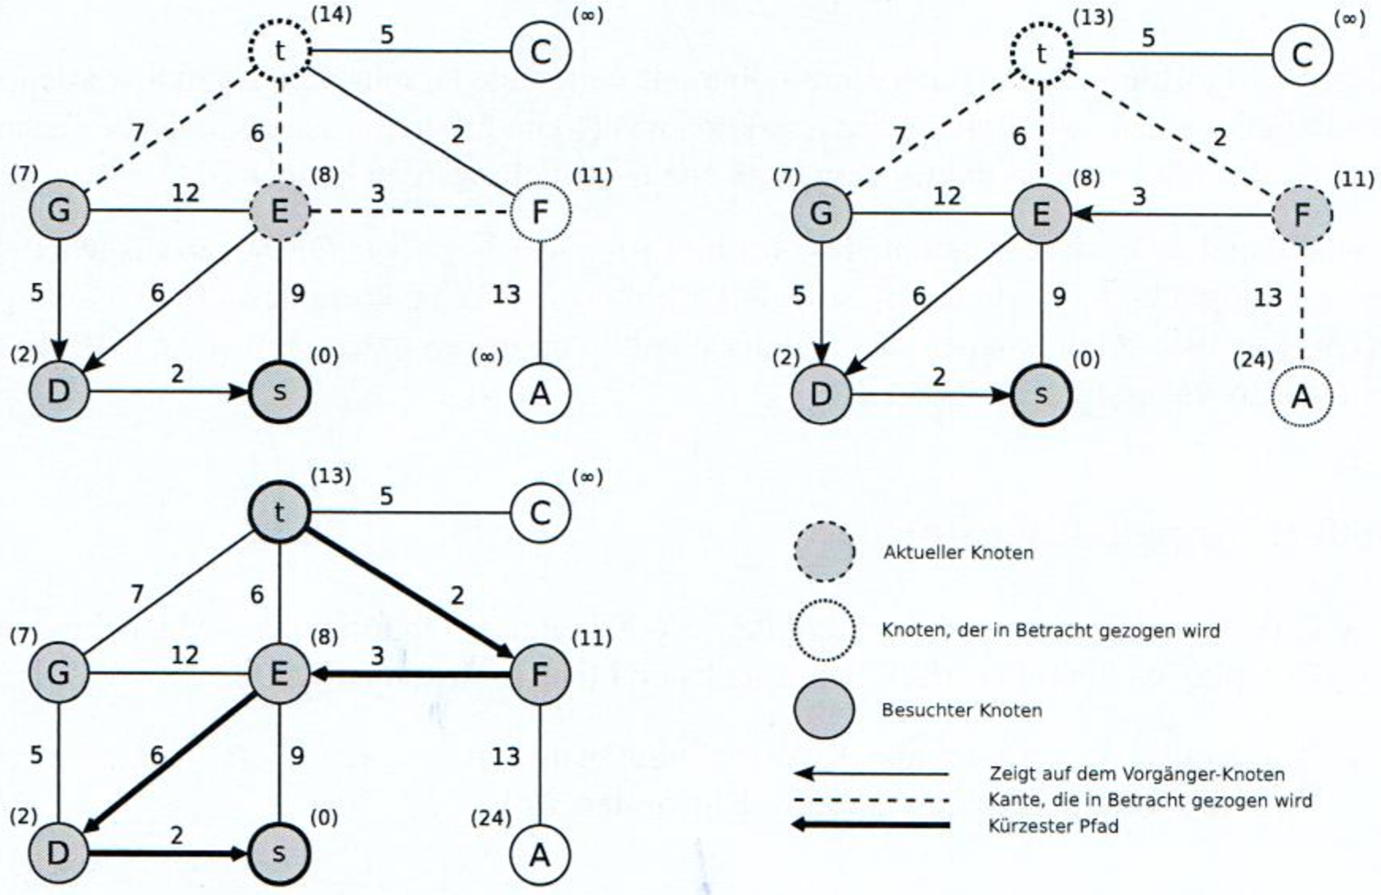 (14)
t
5
C
(∞)
7
6
2
(7)
G
12
(8)
E
3
(11)
F
5
6
9
13
(2)
D
2
(0)
s
(∞)
A
(13)
t
5
C
(∞)
7
6
2
(7)
G
12
(8)
E
3
(11)
F
5
6
9
13
(2)
D
2
(0)
s
(24)
A
(13)
t
5
C
(∞)
7
6
2
(7)
G
12
(8)
E
3
(11)
F
5
6
9
13
(2)
D
2
(0)
s
(24)
A
Aktueller Knoten
Knoten, der in Betracht gezogen wird
Besuchter Knoten
Zeigt auf dem Vorgänger-Knoten
Kante, die in Betracht gezogen wird
Kürzester Pfad